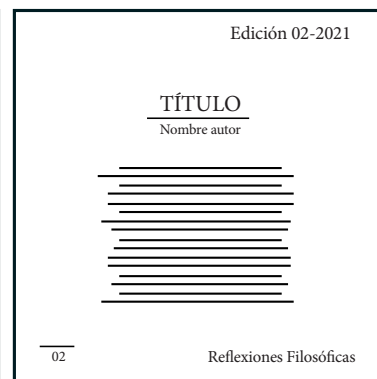 Edición 02-2021
TÍTULO
Nombre autor
02
Reflexiones Filosóficas